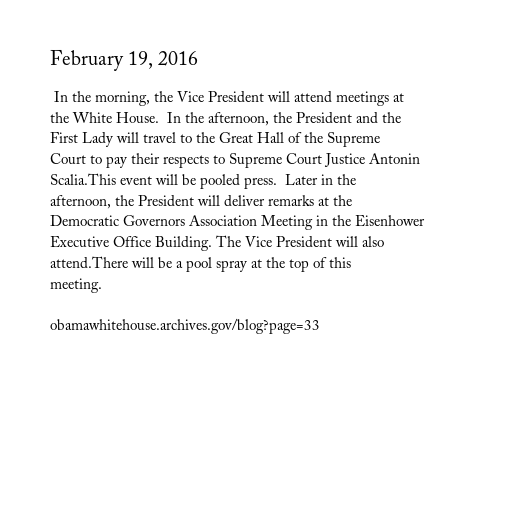 February 19, 2016
In the morning, the Vice President will attend meetings at
the White House.  In the afternoon, the President and the
First Lady will travel to the Great Hall of the Supreme
Court to pay their respects to Supreme Court Justice Antonin
Scalia.This event will be pooled press.  Later in the
afternoon, the President will deliver remarks at the
Democratic Governors Association Meeting in the Eisenhower
Executive Office Building. The Vice President will also
attend.There will be a pool spray at the top of this
meeting.
obamawhitehouse.archives.gov/blog?page=33